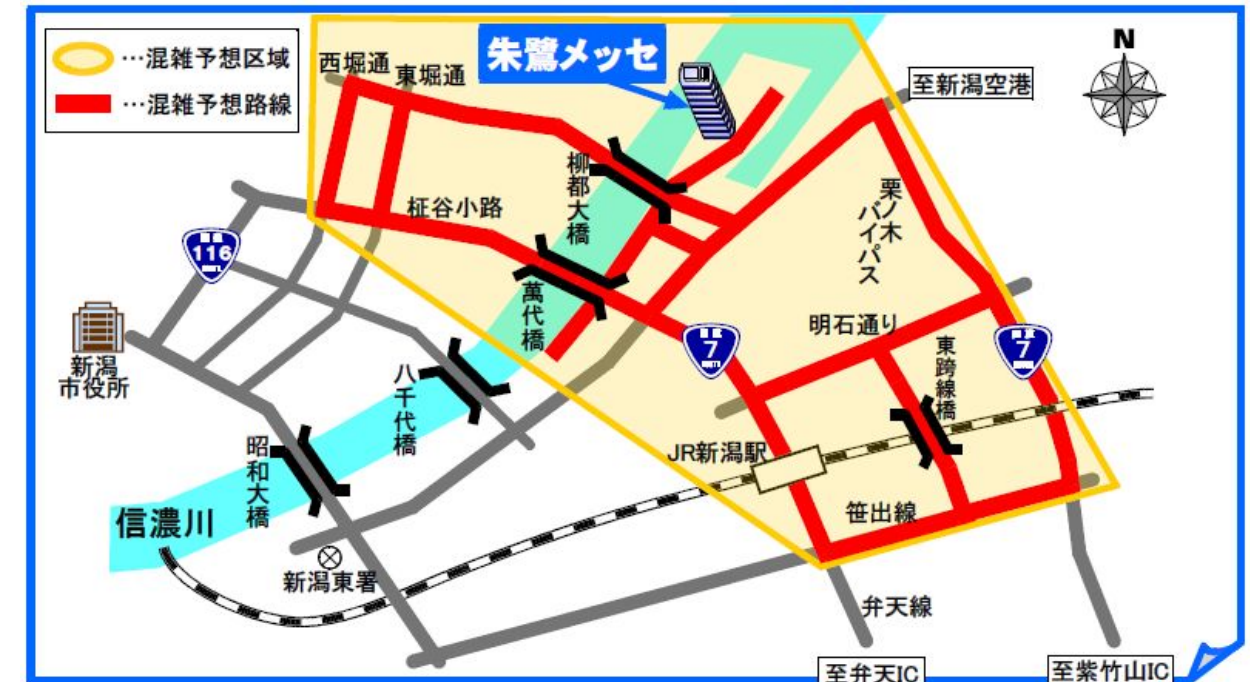 …混雑予想区域
…混雑予想路線
西堀通
東堀通
朱鷺メッセ
N
至新潟空港
柳都大橋
柾谷小路
栗ノ木
バイパス
116
萬代橋
7
明石通り
7
東跨線橋
新潟
市役所
八千代橋
昭和大橋
JR新潟駅
信濃川
笹出線
新潟東署
弁天線
至弁天IC
至紫竹山IC